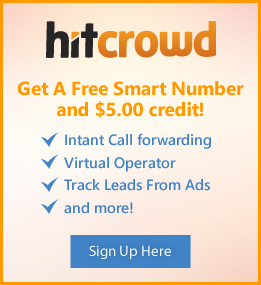 hitcrowd
Get A Free Smart Number
and $5.00 credit!
Intant Call forwarding
Virtual Operator
Track Leads From Ads
and more!
Sign Up Here